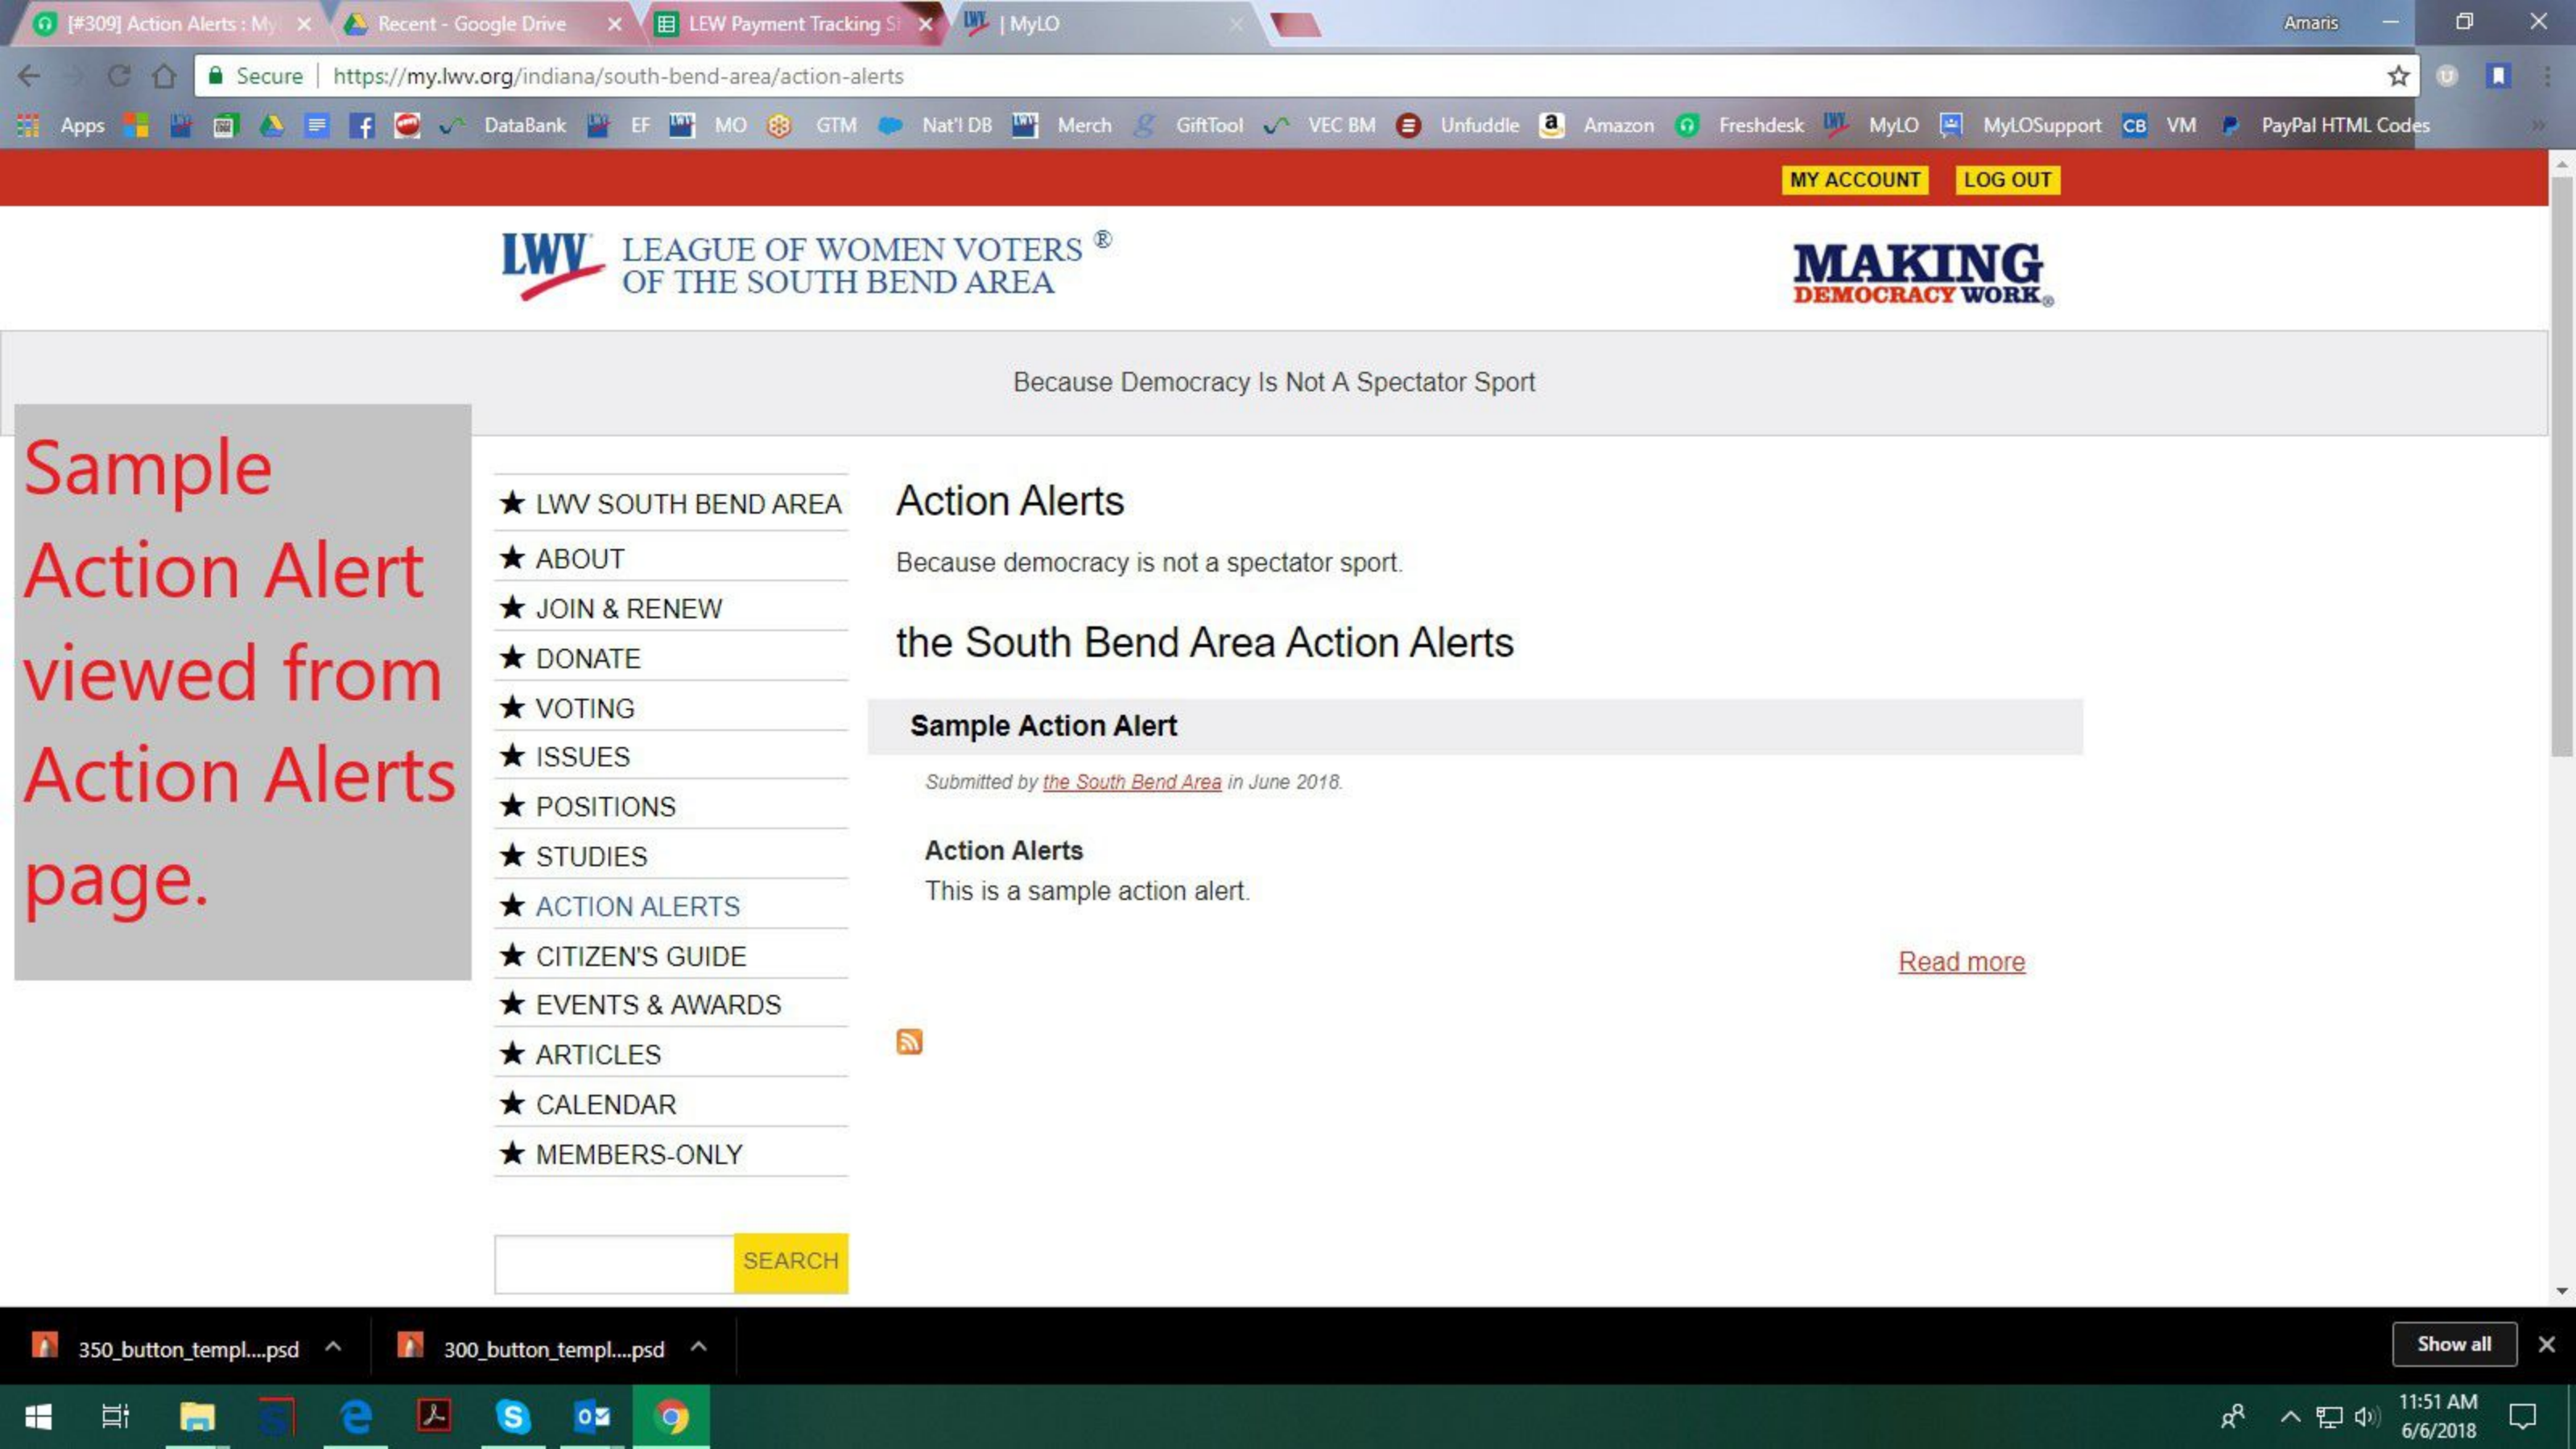 [#309] Action Alerts : My
Recent - Google Drive
LEW Payment Tracking S
| MyLO
Amaris
Secure | https://my.lwv.org/indiana/south-bend-area/action-alerts
Apps DataBank EF MO GTM Nat'l DB Merch GiftTool VEC BM Unfuddle Amazon Freshdesk MyLO MyLOSupport CB VM PayPal HTML Codes
MY ACCOUNT LOG OUT
LWV LEAGUE OF WOMEN VOTERS ®
OF THE SOUTH BEND AREA
MAKING
DEMOCRACY WORK®
Because Democracy Is Not A Spectator Sport
Sample
Action Alert
viewed from
Action Alerts
page.
★ LWV SOUTH BEND AREA
★ ABOUT
★ JOIN & RENEW
★ DONATE
★ VOTING
★ ISSUES
★ POSITIONS
★ STUDIES
★ ACTION ALERTS
★ CITIZEN'S GUIDE
★ EVENTS & AWARDS
★ ARTICLES
★ CALENDAR
★ MEMBERS-ONLY
SEARCH
Action Alerts
Because democracy is not a spectator sport.
the South Bend Area Action Alerts
Sample Action Alert
Submitted by the South Bend Area in June 2018.
Action Alerts
This is a sample action alert.
Read more
350_button_templ....psd
300_button_templ....psd
Show all
11:51 AM
6/6/2018